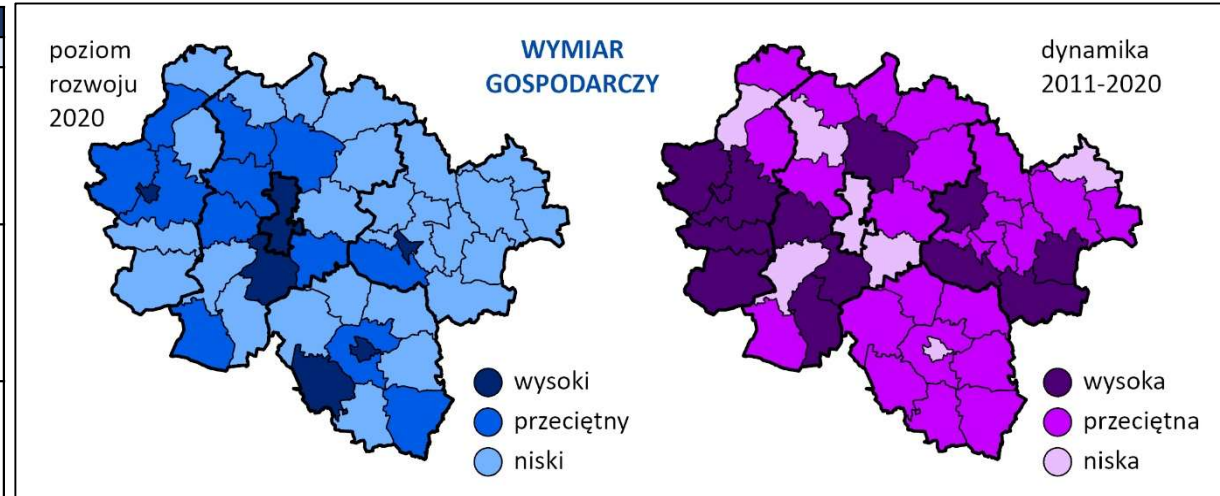 poziom
rozwoju
2020
WYMIAR
GOSPODARCZY
dynamika
2011-2020
wysoki
przeciętny
niski
wysoka
przeciętna
niska